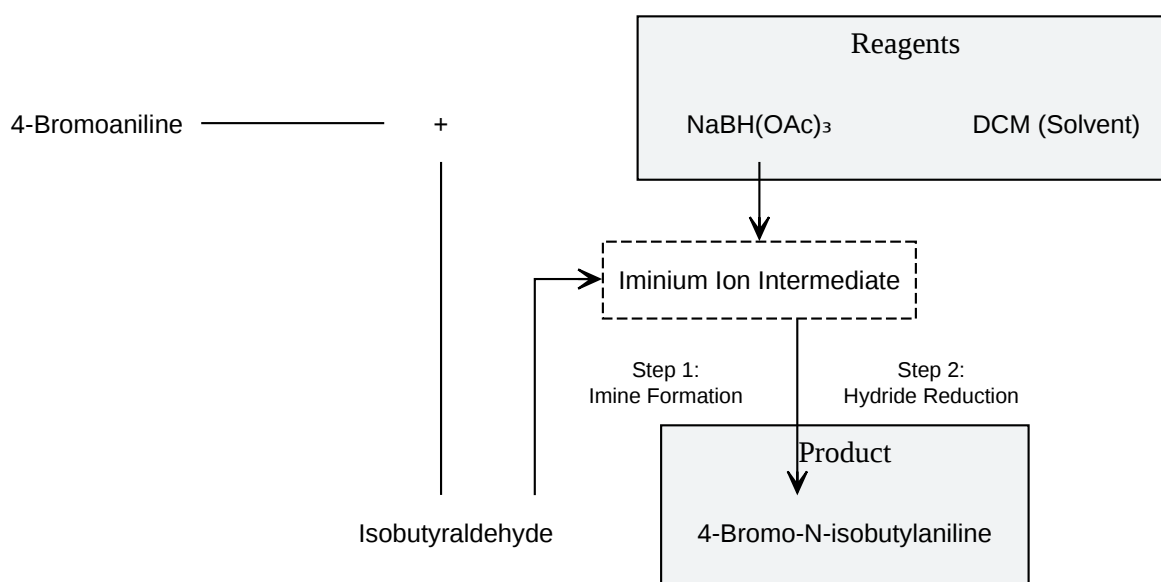 Reagents
4-Bromoaniline
+
NaBH(OAc)₃
DCM (Solvent)
Iminium Ion Intermediate
Step 1:
Imine Formation
Step 2:
Hydride Reduction
Product
Isobutyraldehyde
4-Bromo-N-isobutylaniline